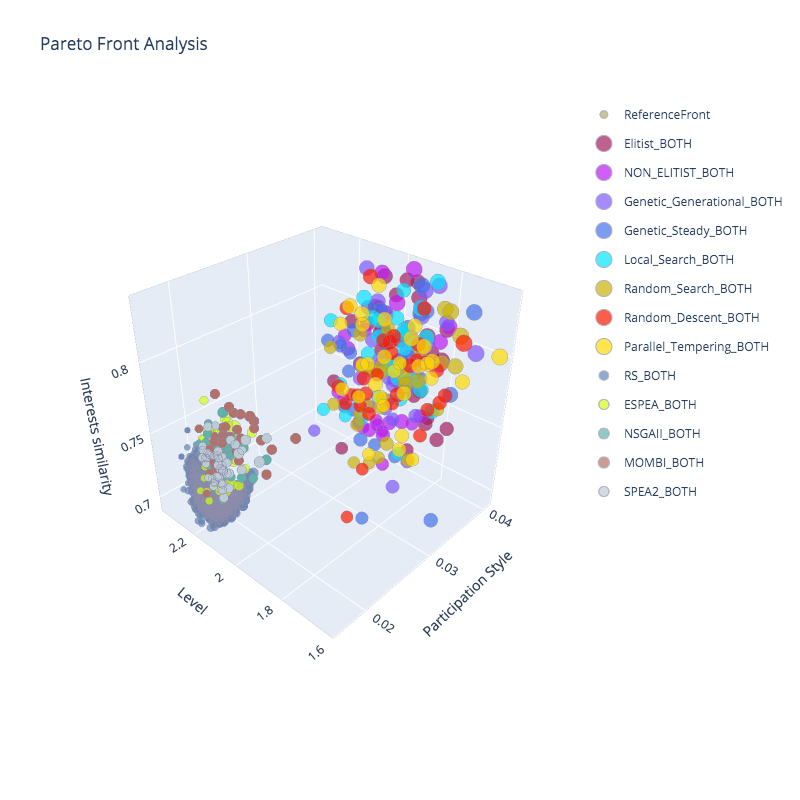 Pareto Front Analysis
ReferenceFront
Elitist_BOTH
NON_ELITIST_BOTH
Genetic_Generational_BOTH
Genetic_Steady_BOTH
Local_Search_BOTH
Random_Search_BOTH
Random_Descent_BOTH
Parallel_Tempering_BOTH
RS_BOTH
ESPEA_BOTH
NSGAII_BOTH
MOMBI_BOTH
SPEA2_BOTH
Interests similarity
0.8
0.75
0.7
Level
2.2
2
1.8
1.6
Participation Style
0.02
0.03
0.04